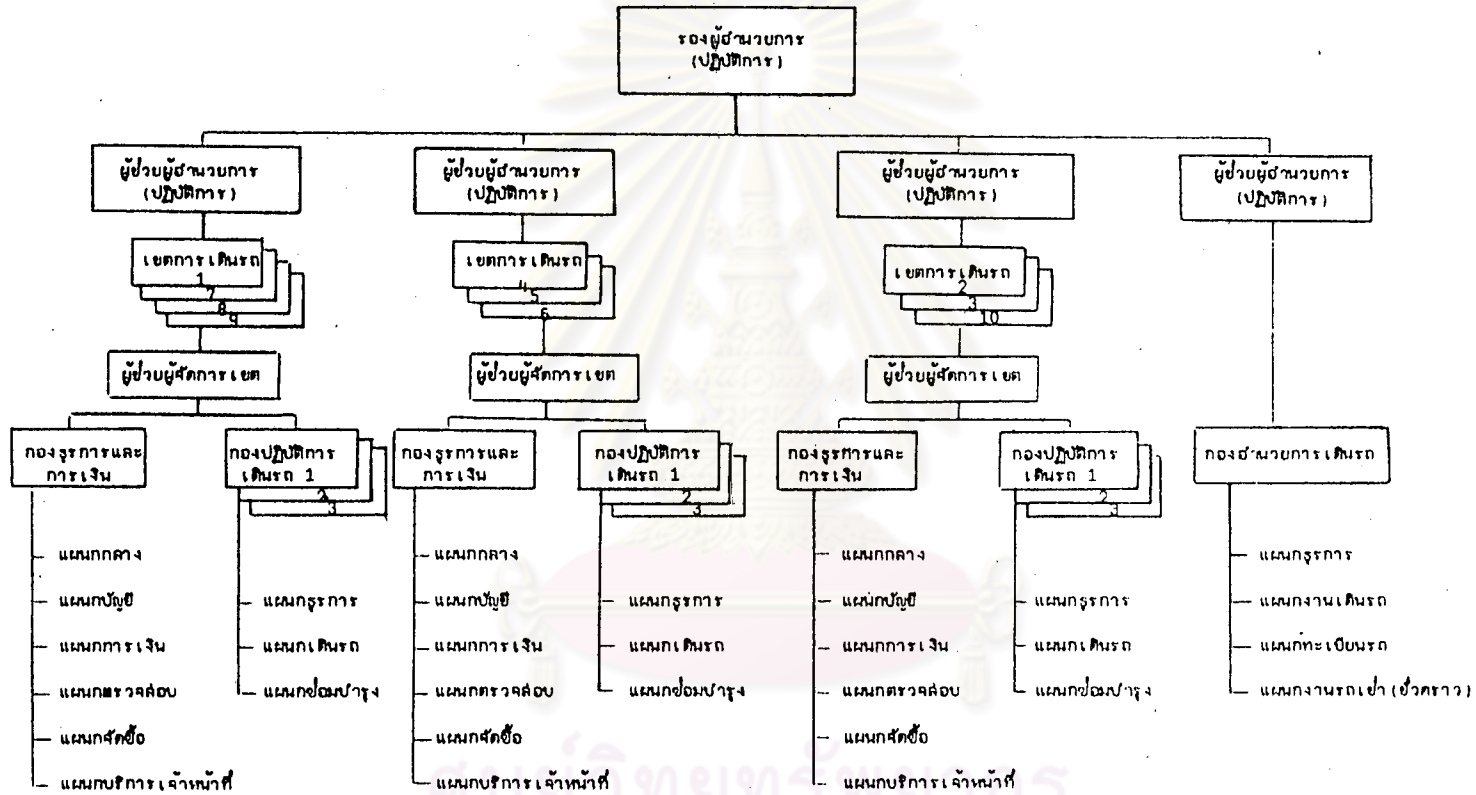 รองผู้อำนวยการ
(ปฏิบัติการ)
ผู้ช่วยผู้อำนวยการ
(ปฏิบัติการ)
ผู้ช่วยผู้อำนวยการ
(ปฏิบัติการ)
ผู้ช่วยผู้อำนวยการ
(ปฏิบัติการ)
ผู้ช่วยผู้อำนวยการ
(ปฏิบัติการ)
เขตการเดินรถ
1
7
8
9
เขตการเดินรถ
4
5
6
เขตการเดินรถ
2
3
10
ผู้ช่วยผู้จัดการเขต
ผู้ช่วยผู้จัดการเขต
ผู้ช่วยผู้จัดการเขต
กองธุรการและ
การเงิน
แผนกกลาง
แผนกบัญชี
แผนกการเงิน
แผนกตรวจสอบ
แผนกจัดซื้อ
แผนกบริการเจ้าหน้าที่
กองปฏิบัติการ
เดินรถ 1
2
3
แผนกธุรการ
แผนกเดินรถ
แผนกซ่อมบำรุง
กองธุรการและ
การเงิน
แผนกกลาง
แผนกบัญชี
แผนกการเงิน
แผนกตรวจสอบ
แผนกจัดซื้อ
แผนกบริการเจ้าหน้าที่
กองปฏิบัติการ
เดินรถ 1
2
3
แผนกธุรการ
แผนกเดินรถ
แผนกซ่อมบำรุง
กองธุรการและ
การเงิน
แผนกกลาง
แผนกบัญชี
แผนกการเงิน
แผนกตรวจสอบ
แผนกจัดซื้อ
แผนกบริการเจ้าหน้าที่
กองปฏิบัติการ
เดินรถ 1
2
3
แผนกธุรการ
แผนกเดินรถ
แผนกซ่อมบำรุง
กองอำนวยการเดินรถ
แผนกธุรการ
แผนกงานเดินรถ
แผนกทะเบียนรถ
แผนกงานรถเช่า (ชั่วคราว)
ศูนย์วิทยทรัพยากร